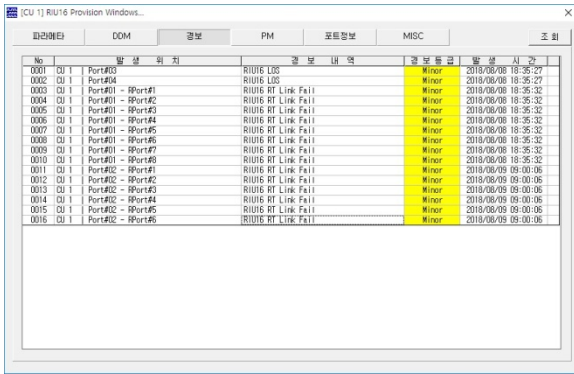 [CU 1] RIU16 Provision Windows...
파라메타 DDM 경보 PM 포트정보 MISC 조 회
No 발 생 위 치 경 보 내 역 경 보 등 급 발 생 시 간
0001 CU 1 | Port#03 RIU16 LOS Minor 2018/08/08 18:35:27
0002 CU 1 | Port#04 RIU16 LOS Minor 2018/08/08 18:35:27
0003 CU 1 | Port#01 - RPort#1 RIU16 RT Link Fail Minor 2018/08/08 18:35:32
0004 CU 1 | Port#01 - RPort#2 RIU16 RT Link Fail Minor 2018/08/08 18:35:32
0005 CU 1 | Port#01 - RPort#3 RIU16 RT Link Fail Minor 2018/08/08 18:35:32
0006 CU 1 | Port#01 - RPort#4 RIU16 RT Link Fail Minor 2018/08/08 18:35:32
0007 CU 1 | Port#01 - RPort#5 RIU16 RT Link Fail Minor 2018/08/08 18:35:32
0008 CU 1 | Port#01 - RPort#6 RIU16 RT Link Fail Minor 2018/08/08 18:35:32
0009 CU 1 | Port#01 - RPort#7 RIU16 RT Link Fail Minor 2018/08/08 18:35:32
0010 CU 1 | Port#01 - RPort#8 RIU16 RT Link Fail Minor 2018/08/08 18:35:32
0011 CU 1 | Port#02 - RPort#1 RIU16 RT Link Fail Minor 2018/08/09 09:00:06
0012 CU 1 | Port#02 - RPort#2 RIU16 RT Link Fail Minor 2018/08/09 09:00:06
0013 CU 1 | Port#02 - RPort#3 RIU16 RT Link Fail Minor 2018/08/09 09:00:06
0014 CU 1 | Port#02 - RPort#4 RIU16 RT Link Fail Minor 2018/08/09 09:00:06
0015 CU 1 | Port#02 - RPort#5 RIU16 RT Link Fail Minor 2018/08/09 09:00:06
0016 CU 1 | Port#02 - RPort#6 RIU16 RT Link Fail Minor 2018/08/09 09:00:06